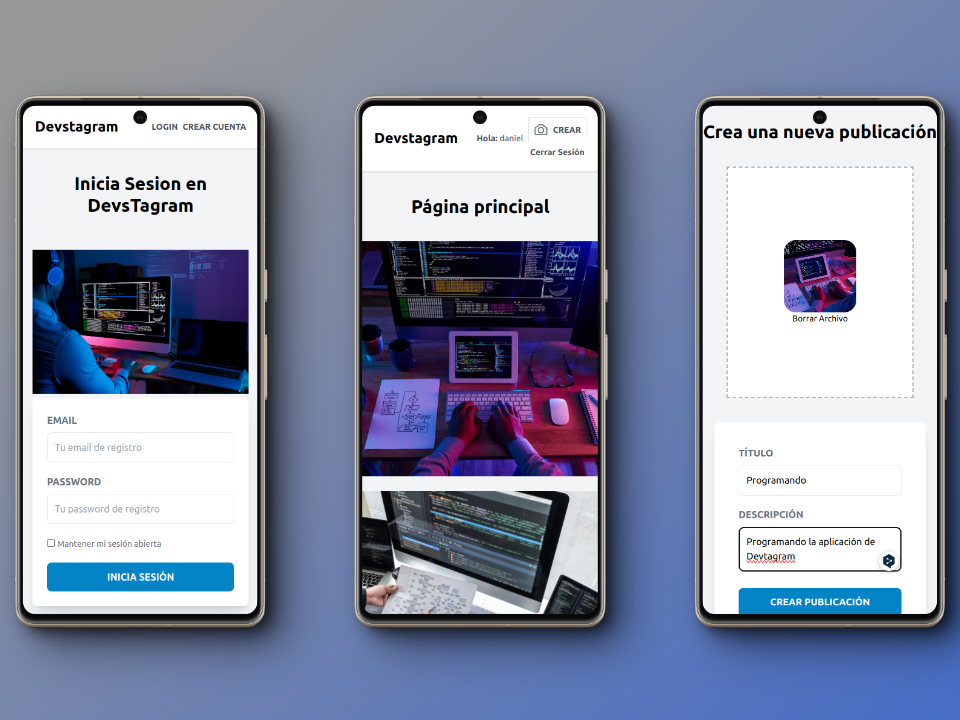 Devstagram
LOGIN CREAR CUENTA
Inicia Sesion en
DevsTagram
EMAIL
Tu email de registro
PASSWORD
Tu password de registro
Mantener mi sesión abierta
INICIA SESIÓN
Devstagram
Hola: daniel
CREAR
Cerrar Sesión
Página principal
Crea una nueva publicación
Borrar Archivo
TÍTULO
Programando
DESCRIPCIÓN
Programando la aplicación de
Devtagram
CREAR PUBLICACIÓN